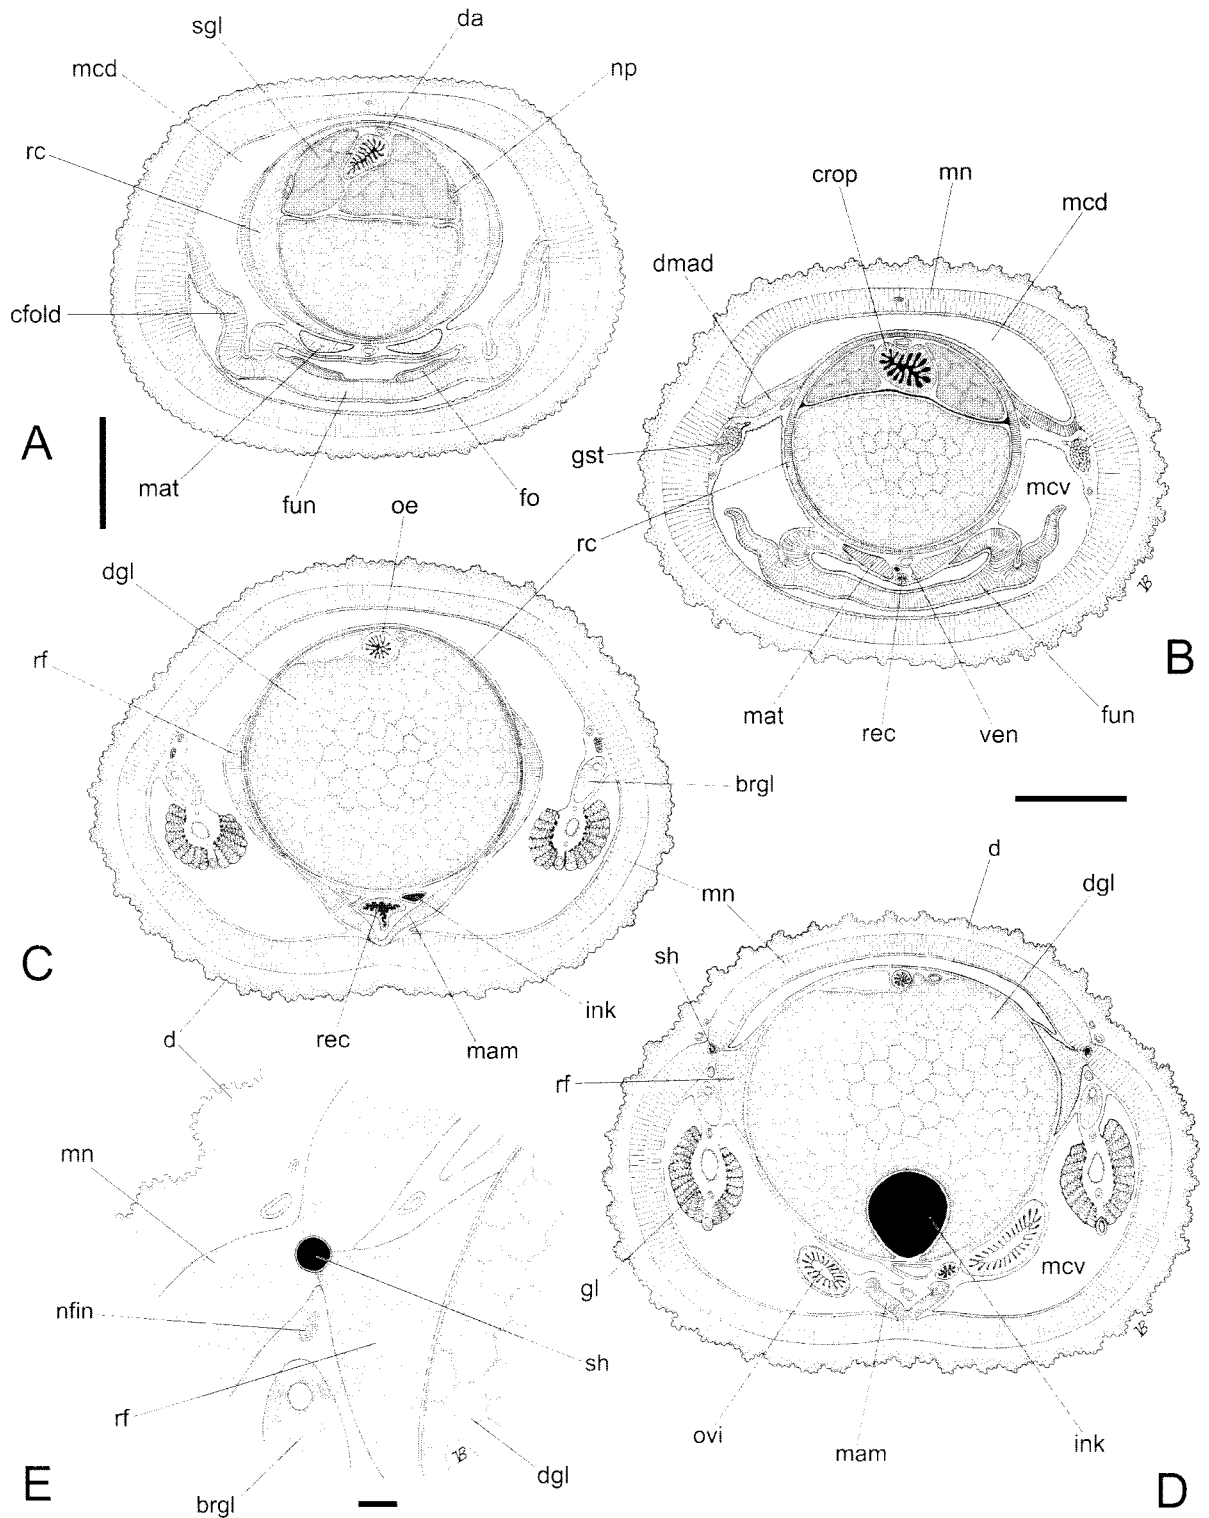 sgl
da
mcd
np
rc
cfold
A
mat
fun
fo
crop
mn
mcd
dmad
gst
mcv
rc
B
mat
rec
ven
fun
oe
dgl
rf
brgl
mn
C
d
rec
mam
ink
d
dgl
sh
rf
mcv
gl
ovi
mam
ink
D
mn
nfin
sh
rf
dgl
brgl
E